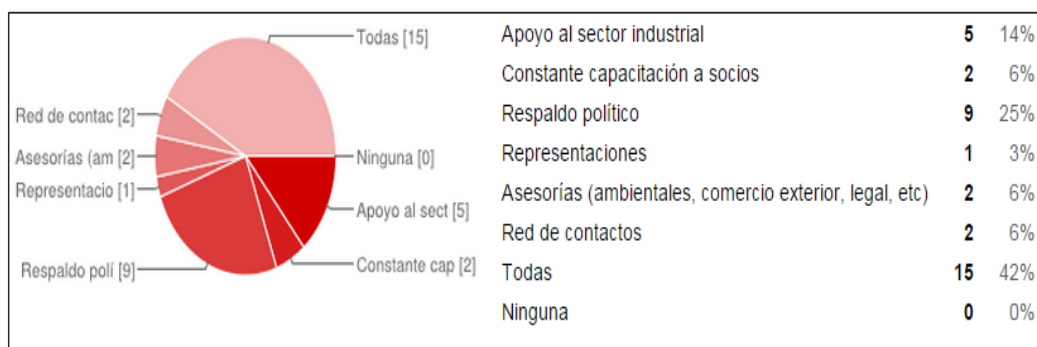 Todas [15]
Red de contac [2]
Asesorías (am [2]
Representacio [1]
Respaldo polí [9]
Ninguna [0]
Apoyo al sect [5]
Constante cap [2]
Apoyo al sector industrial 5 14%
Constante capacitación a socios 2 6%
Respaldo político 9 25%
Representaciones 1 3%
Asesorías (ambientales, comercio exterior, legal, etc) 2 6%
Red de contactos 2 6%
Todas 15 42%
Ninguna 0 0%